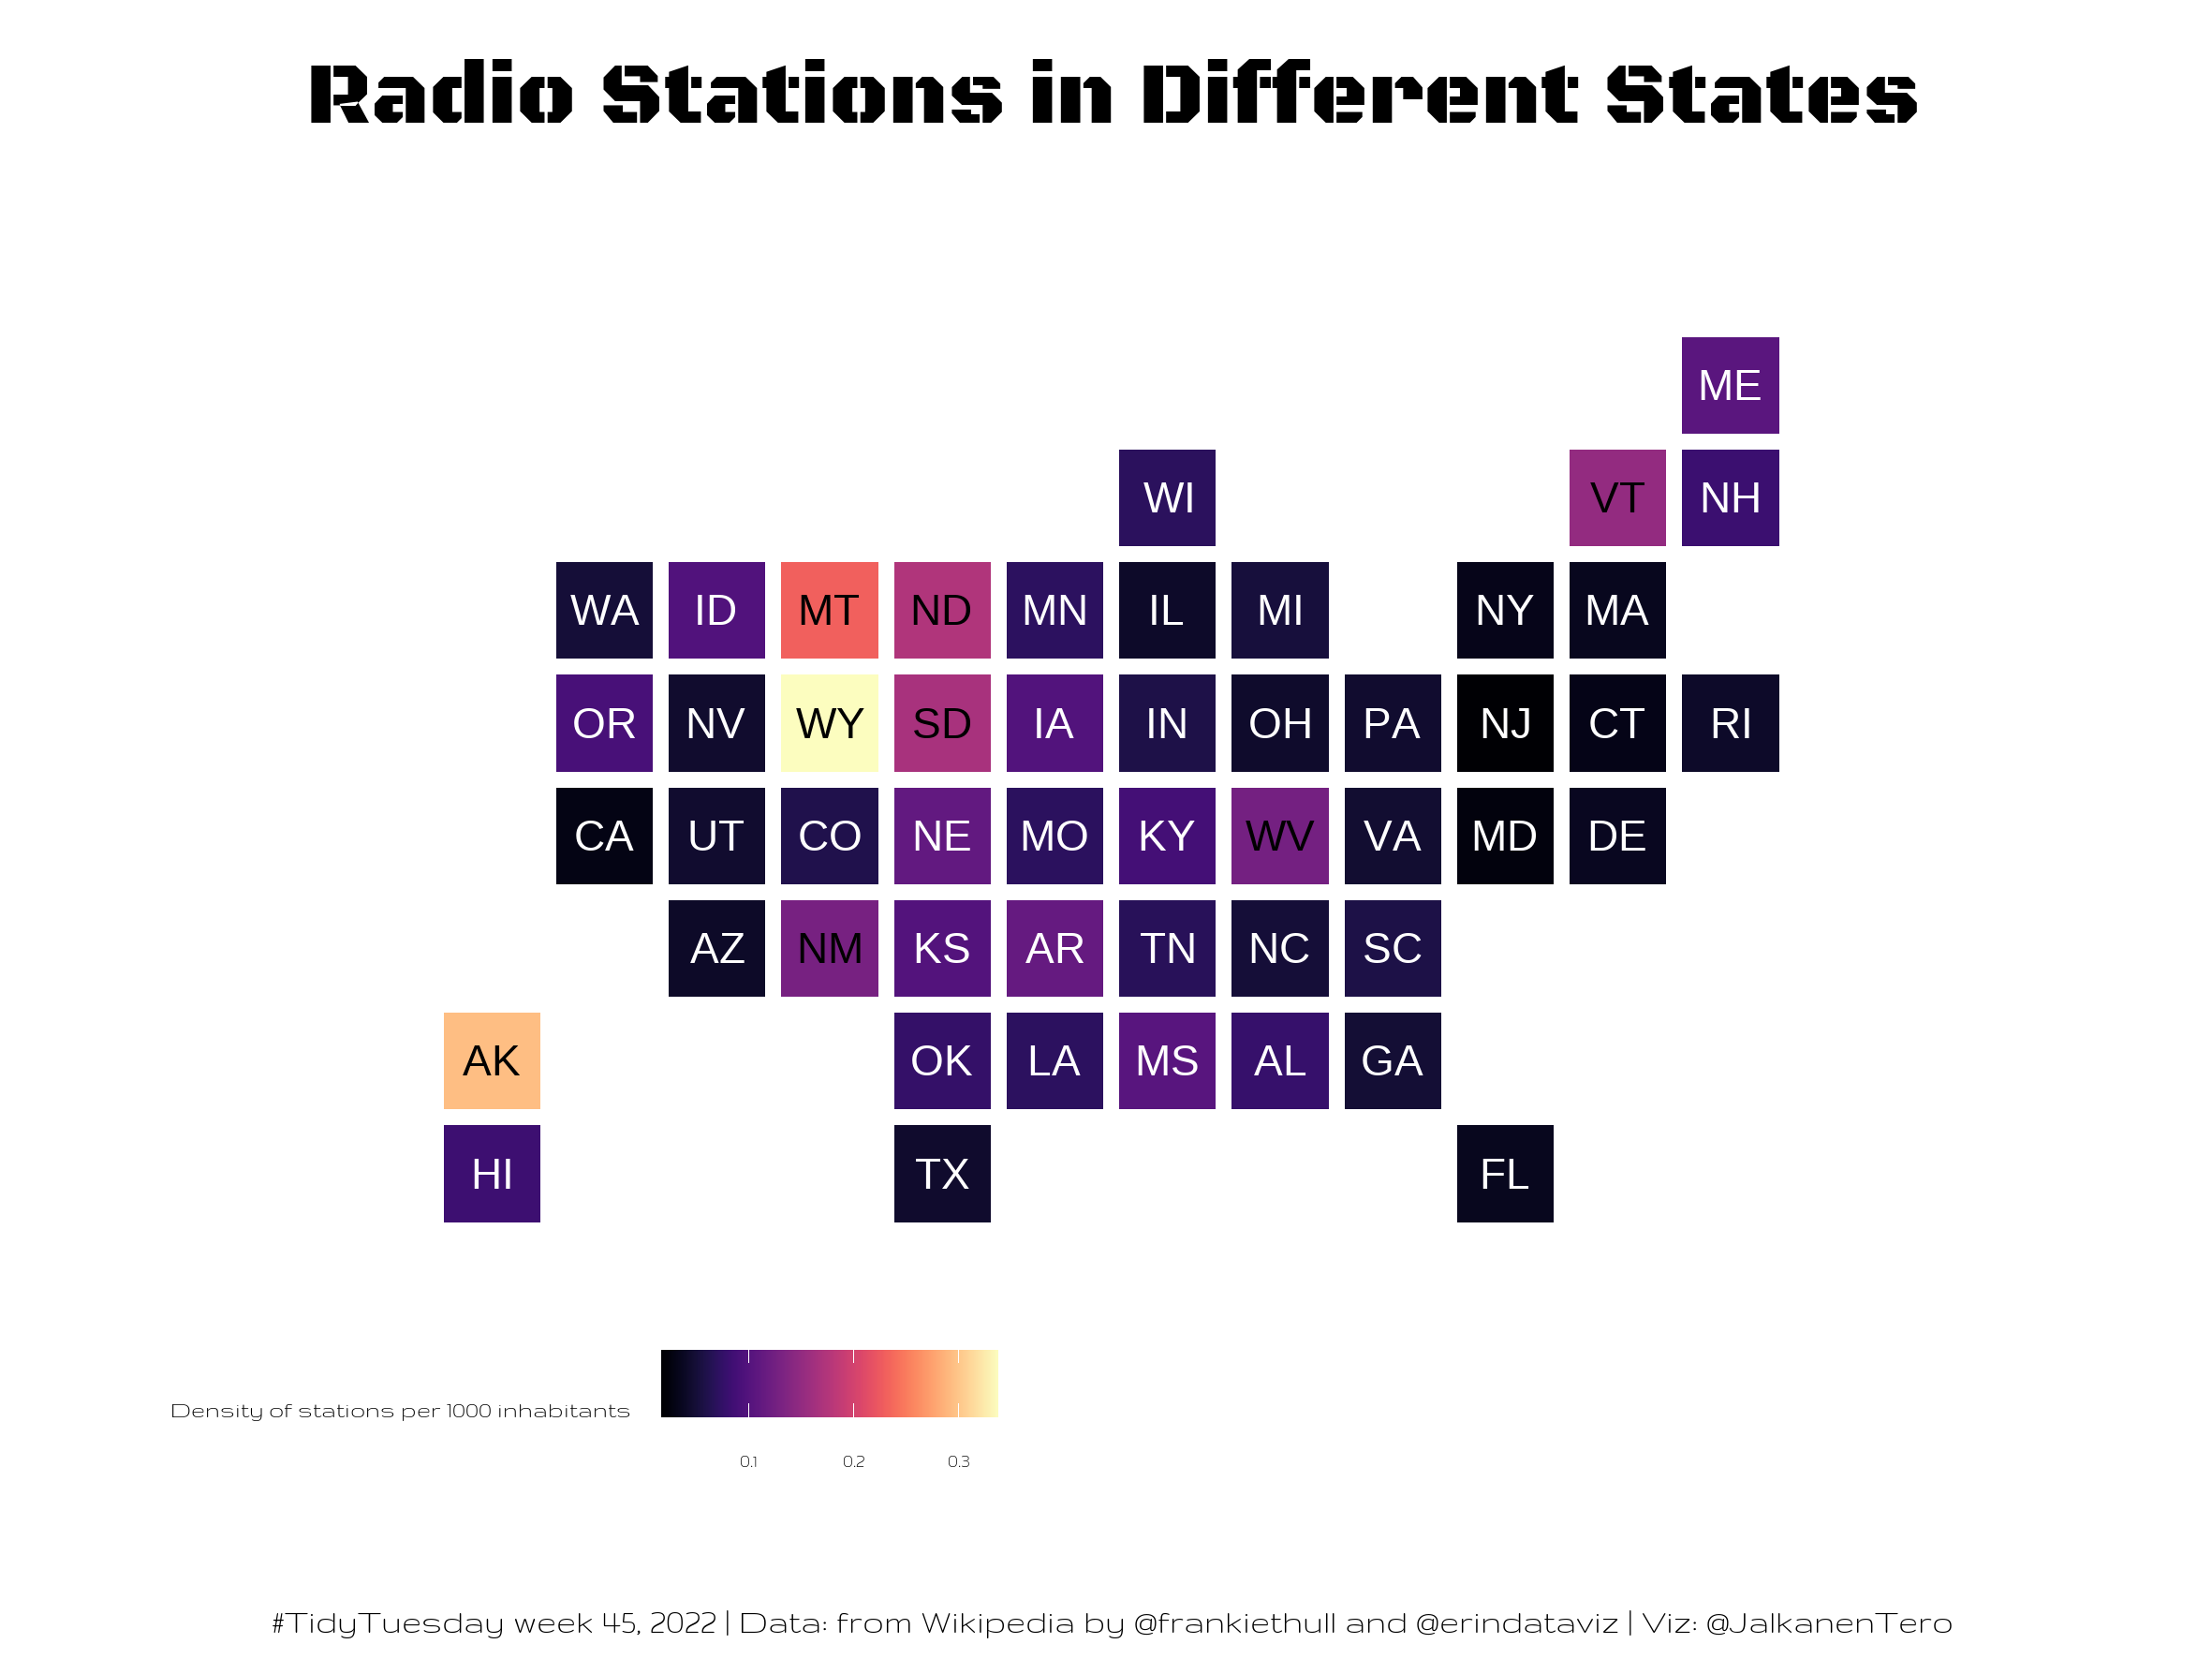 Radio Stations in Different States
ME
WI VT NH
WA ID MT ND MN IL MI NY MA
OR NV WY SD IA IN OH PA NJ CT RI
CA UT CO NE MO KY WV VA MD DE
AZ NM KS AR TN NC SC
AK OK LA MS AL GA
HI TX FL
Density of stations per 1000 inhabitants
0.1 0.2 0.3
#TidyTuesday week 45, 2022 | Data: from Wikipedia by @frankiethull and @erindataviz | Viz: @JalkanenTero